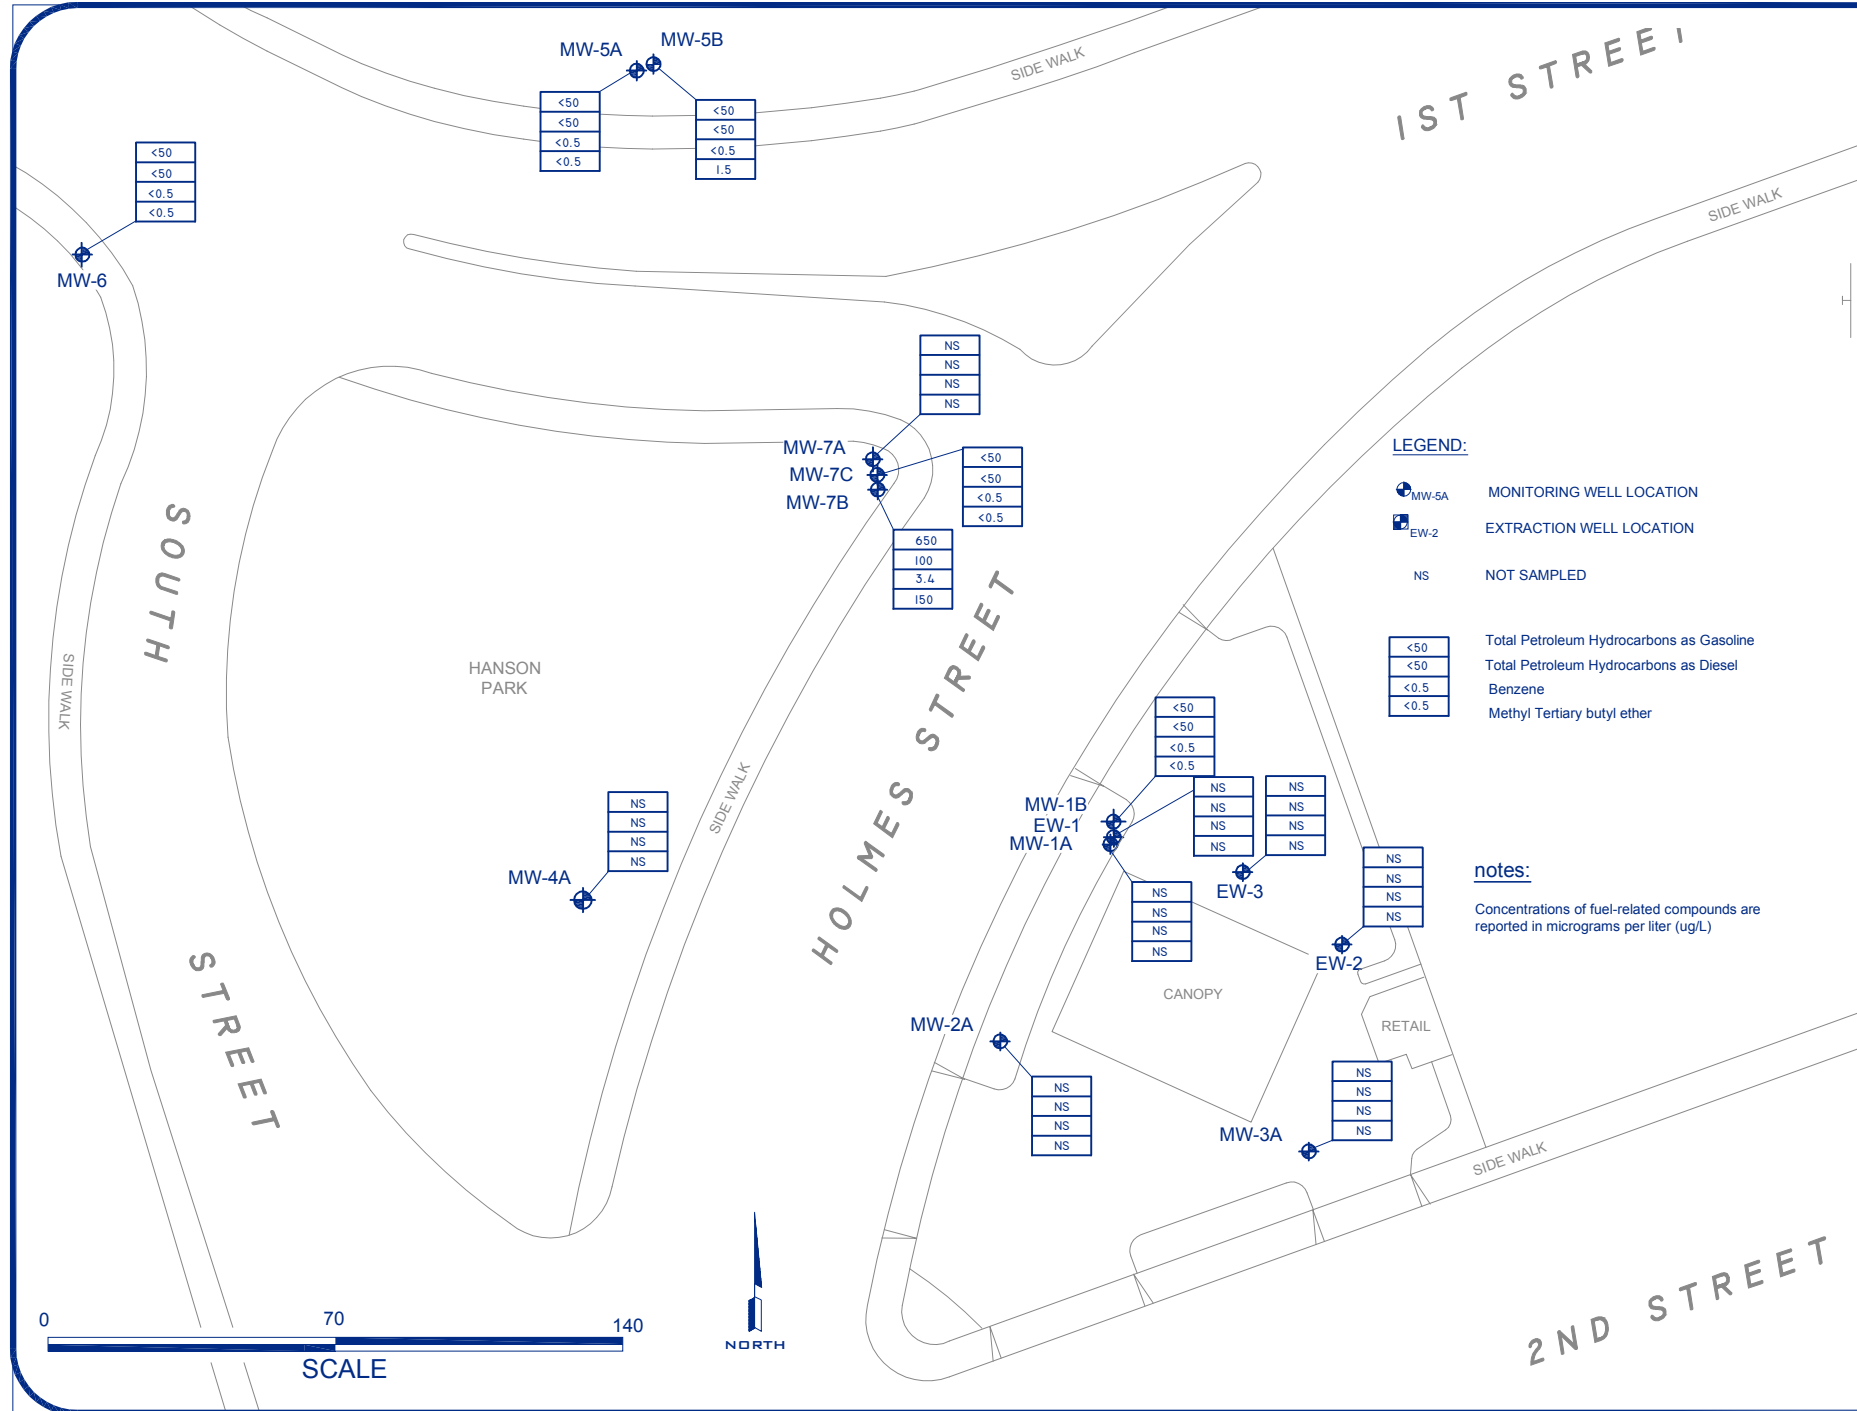 MW-5A
MW-5B
<50
<50
<0.5
<0.5
<50
<50
<0.5
1.5
SIDE WALK
1ST STREET
<50
<50
<0.5
<0.5
MW-6
SIDE WALK
NS
NS
NS
NS
MW-7A
MW-7C
MW-7B
<50
<50
<0.5
<0.5
650
100
3.4
150
LEGEND:
MW-5A MONITORING WELL LOCATION
EW-2 EXTRACTION WELL LOCATION
NS NOT SAMPLED
<50 Total Petroleum Hydrocarbons as Gasoline
<50 Total Petroleum Hydrocarbons as Diesel
<0.5 Benzene
<0.5 Methyl Tertiary butyl ether
SOUTH
STREET
SIDE WALK
HANSON
PARK
SIDE WALK
HOLMES STREET
<50
<50
<0.5
<0.5
MW-1B
EW-1
MW-1A
NS
NS
NS
NS
NS
NS
NS
NS
EW-3
NS
NS
NS
NS
MW-4A
NS
NS
NS
NS
NS
NS
NS
NS
EW-2
notes:
Concentrations of fuel-related compounds are
reported in micrograms per liter (ug/L)
CANOPY
RETAIL
MW-2A
NS
NS
NS
NS
MW-3A
NS
NS
NS
NS
SIDE WALK
2ND STREET
0 70 140
SCALE
NORTH